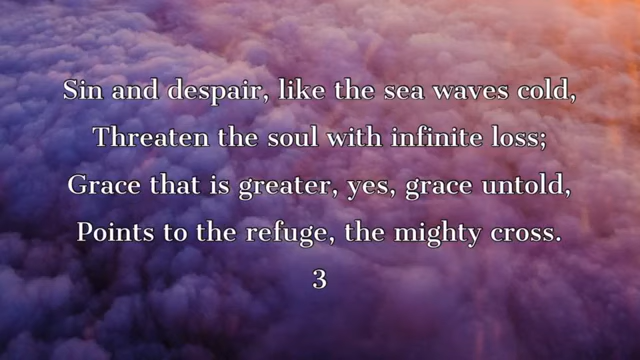 Sin and despair, like the sea waves cold,
Threaten the soul with infinite loss;
Grace that is greater, yes, grace untold,
Points to the refuge, the mighty cross.
3